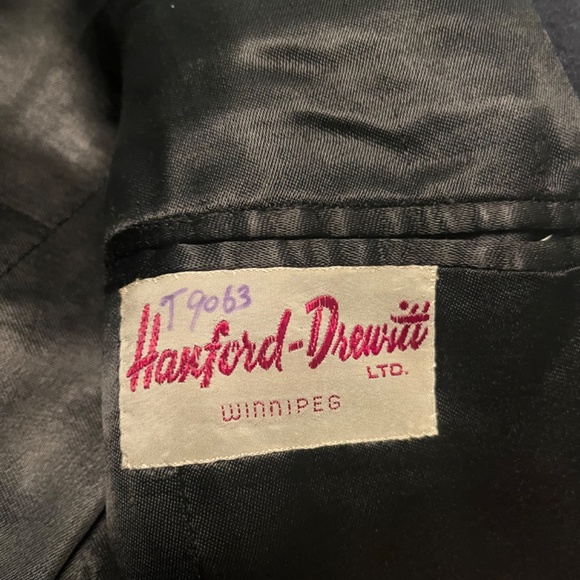 T9063
Hanford-Drewitt
LTD.
WINNIPEG